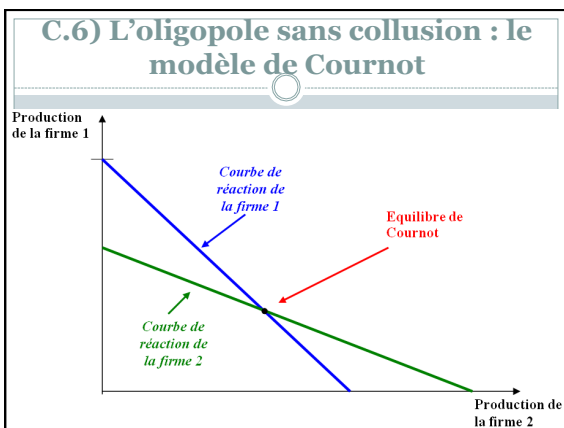 C.6) L'oligopole sans collusion : le
modèle de Cournot
Production
de la firme 1
Courbe de
réaction de
la firme 1
Equilibre de
Cournot
Courbe de
réaction de
la firme 2
Production de
la firme 2